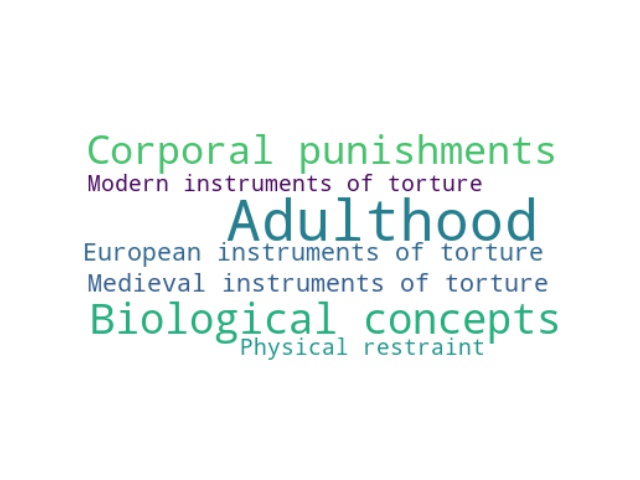 Corporal punishments
Modern instruments of torture
Adulthood
European instruments of torture
Medieval instruments of torture
Biological concepts
Physical restraint